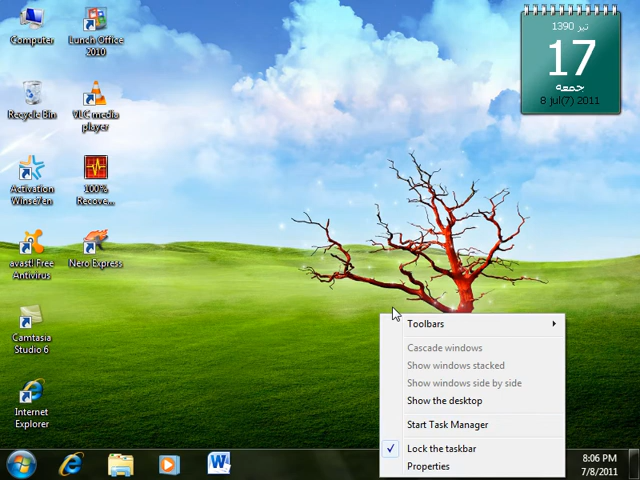 Computer
Lunch Office
2010
Recycle Bin
VLC media
player
Activation
Winse7en
100%
Recove...
avast! Free
Antivirus
Nero Express
Camtasia
Studio 6
Internet
Explorer
تیر 1390
17
جمعه
8 jul(7) 2011
Toolbars
Cascade windows
Show windows stacked
Show windows side by side
Show the desktop
Start Task Manager
Lock the taskbar
Properties
8:06 PM
7/8/2011